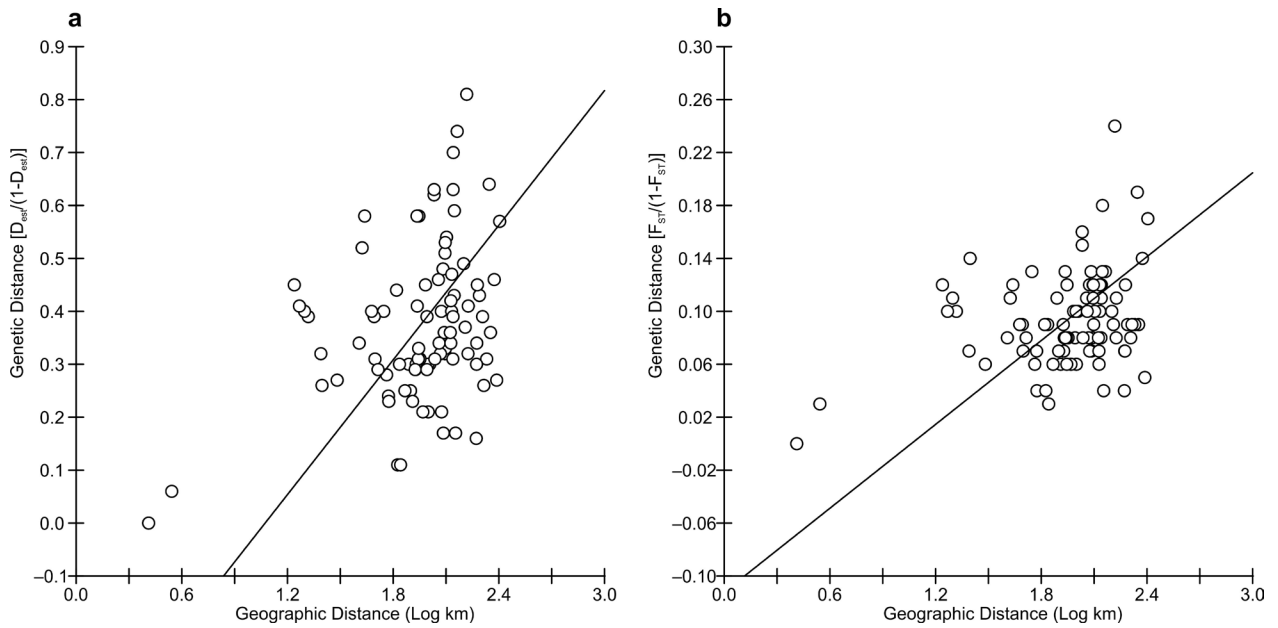 a
0.9
0.8
0.7
0.6
0.5
0.4
0.3
0.2
0.1
0.0
–0.1
Genetic Distance [D_est/(1-D_est)]
0.0 0.6 1.2 1.8 2.4 3.0
Geographic Distance (Log km)
b
0.30
0.26
0.22
0.18
0.14
0.10
0.06
0.02
–0.02
–0.06
–0.10
Genetic Distance [F_ST/(1-F_ST)]
0.0 0.6 1.2 1.8 2.4 3.0
Geographic Distance (Log km)